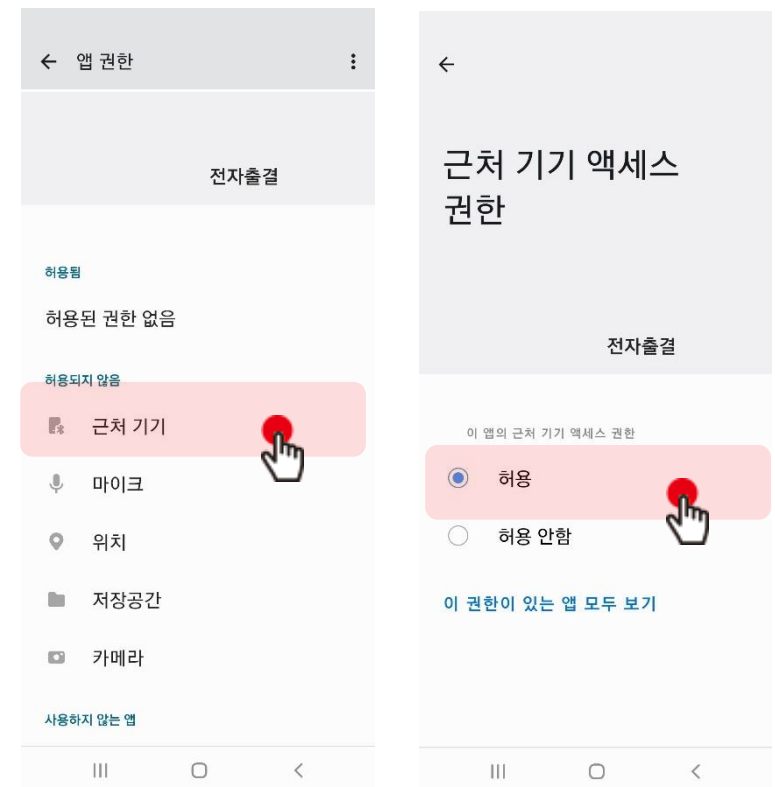 앱 권한
전자출결
허용됨
허용된 권한 없음
허용되지 않음
근처 기기
마이크
위치
저장공간
카메라
사용하지 않는 앱
근처 기기 액세스
권한
전자출결
이 앱의 근처 기기 액세스 권한
허용
허용 안함
이 권한이 있는 앱 모두 보기